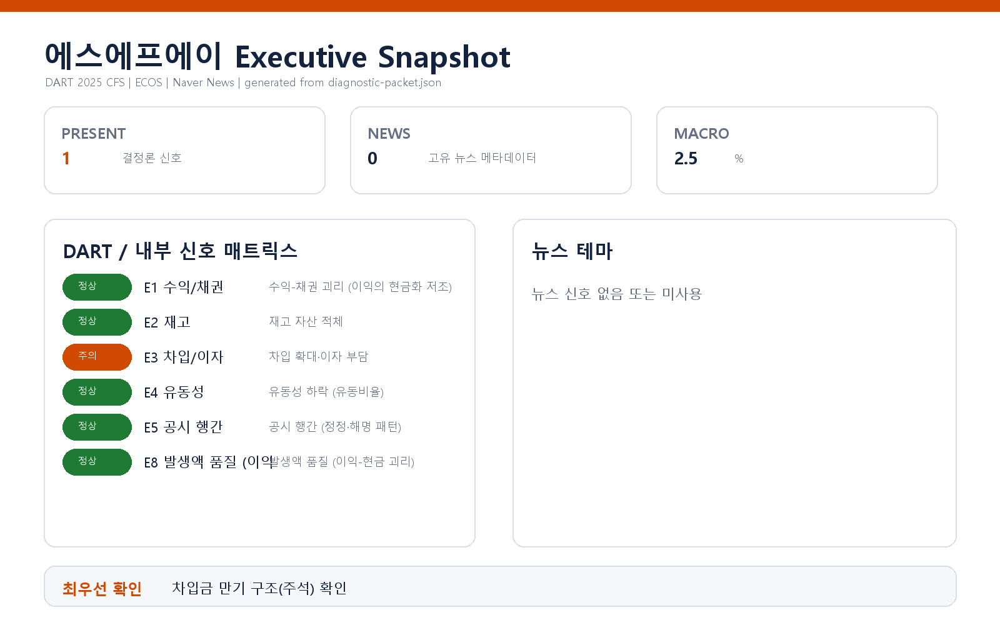 에스에프에이 Executive Snapshot
DART 2025 CFS | ECOS | Naver News | generated from diagnostic-packet.json
PRESENT
1 결정론 신호
NEWS
0 고유 뉴스 메타데이터
MACRO
2.5 %
DART / 내부 신호 매트릭스
정상 E1 수익/채권 수익-채권 괴리 (이익의 현금화 저조)
정상 E2 재고 재고 자산 적체
주의 E3 차입/이자 차입 확대·이자 부담
정상 E4 유동성 유동성 하락 (유동비율)
정상 E5 공시 행간 공시 행간 (정정·해명 패턴)
정상 E8 발생액 품질 (이익 발생액 품질 (이익-현금 괴리)
뉴스 테마
뉴스 신호 없음 또는 미사용
최우선 확인 차입금 만기 구조(주석) 확인